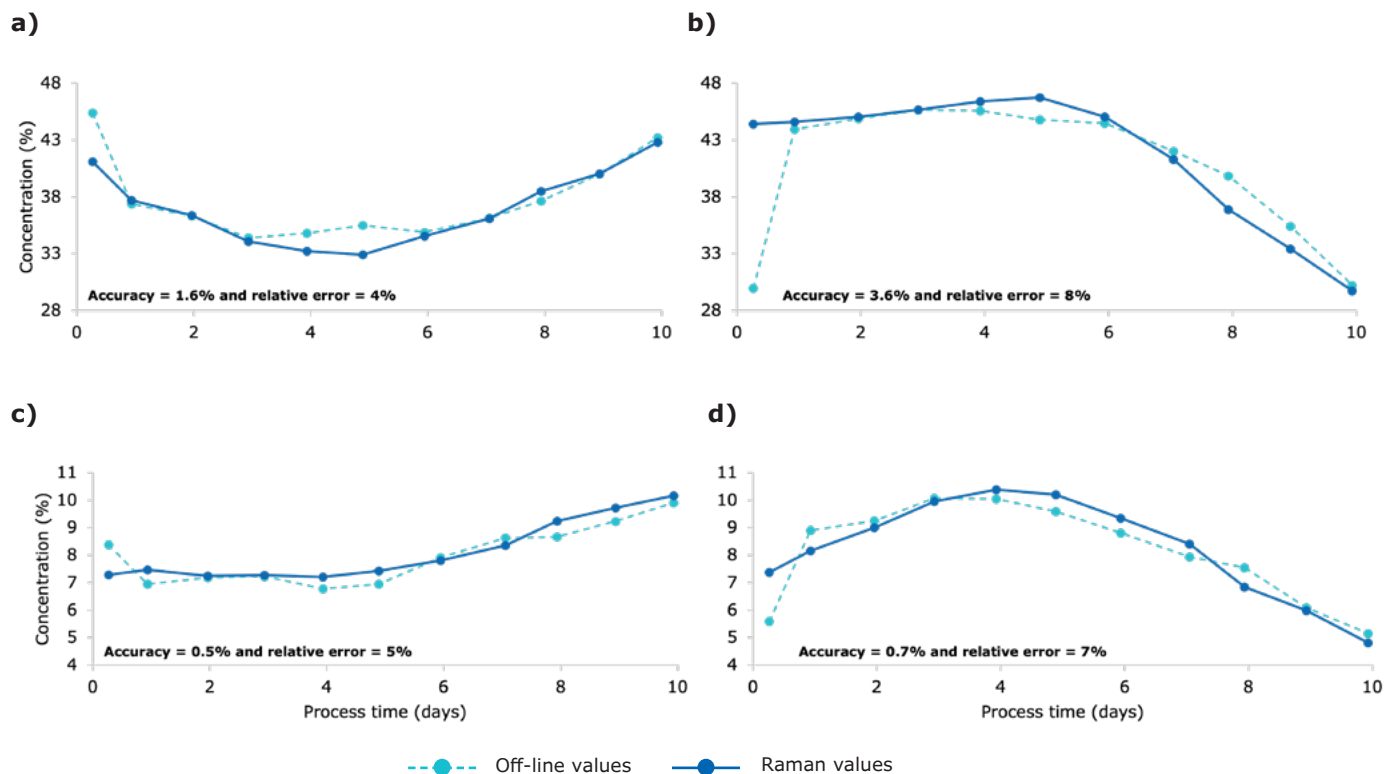 a)
48
43
38
33
28
Concentration (%)
Accuracy = 1.6% and relative error = 4%
0 2 4 6 8 10
b)
48
43
38
33
28
Accuracy = 3.6% and relative error = 8%
0 2 4 6 8 10
c)
11
10
9
8
7
6
5
4
Concentration (%)
Accuracy = 0.5% and relative error = 5%
0 2 4 6 8 10
Process time (days)
d)
11
10
9
8
7
6
5
4
Accuracy = 0.7% and relative error = 7%
0 2 4 6 8 10
Process time (days)
Off-line values Raman values